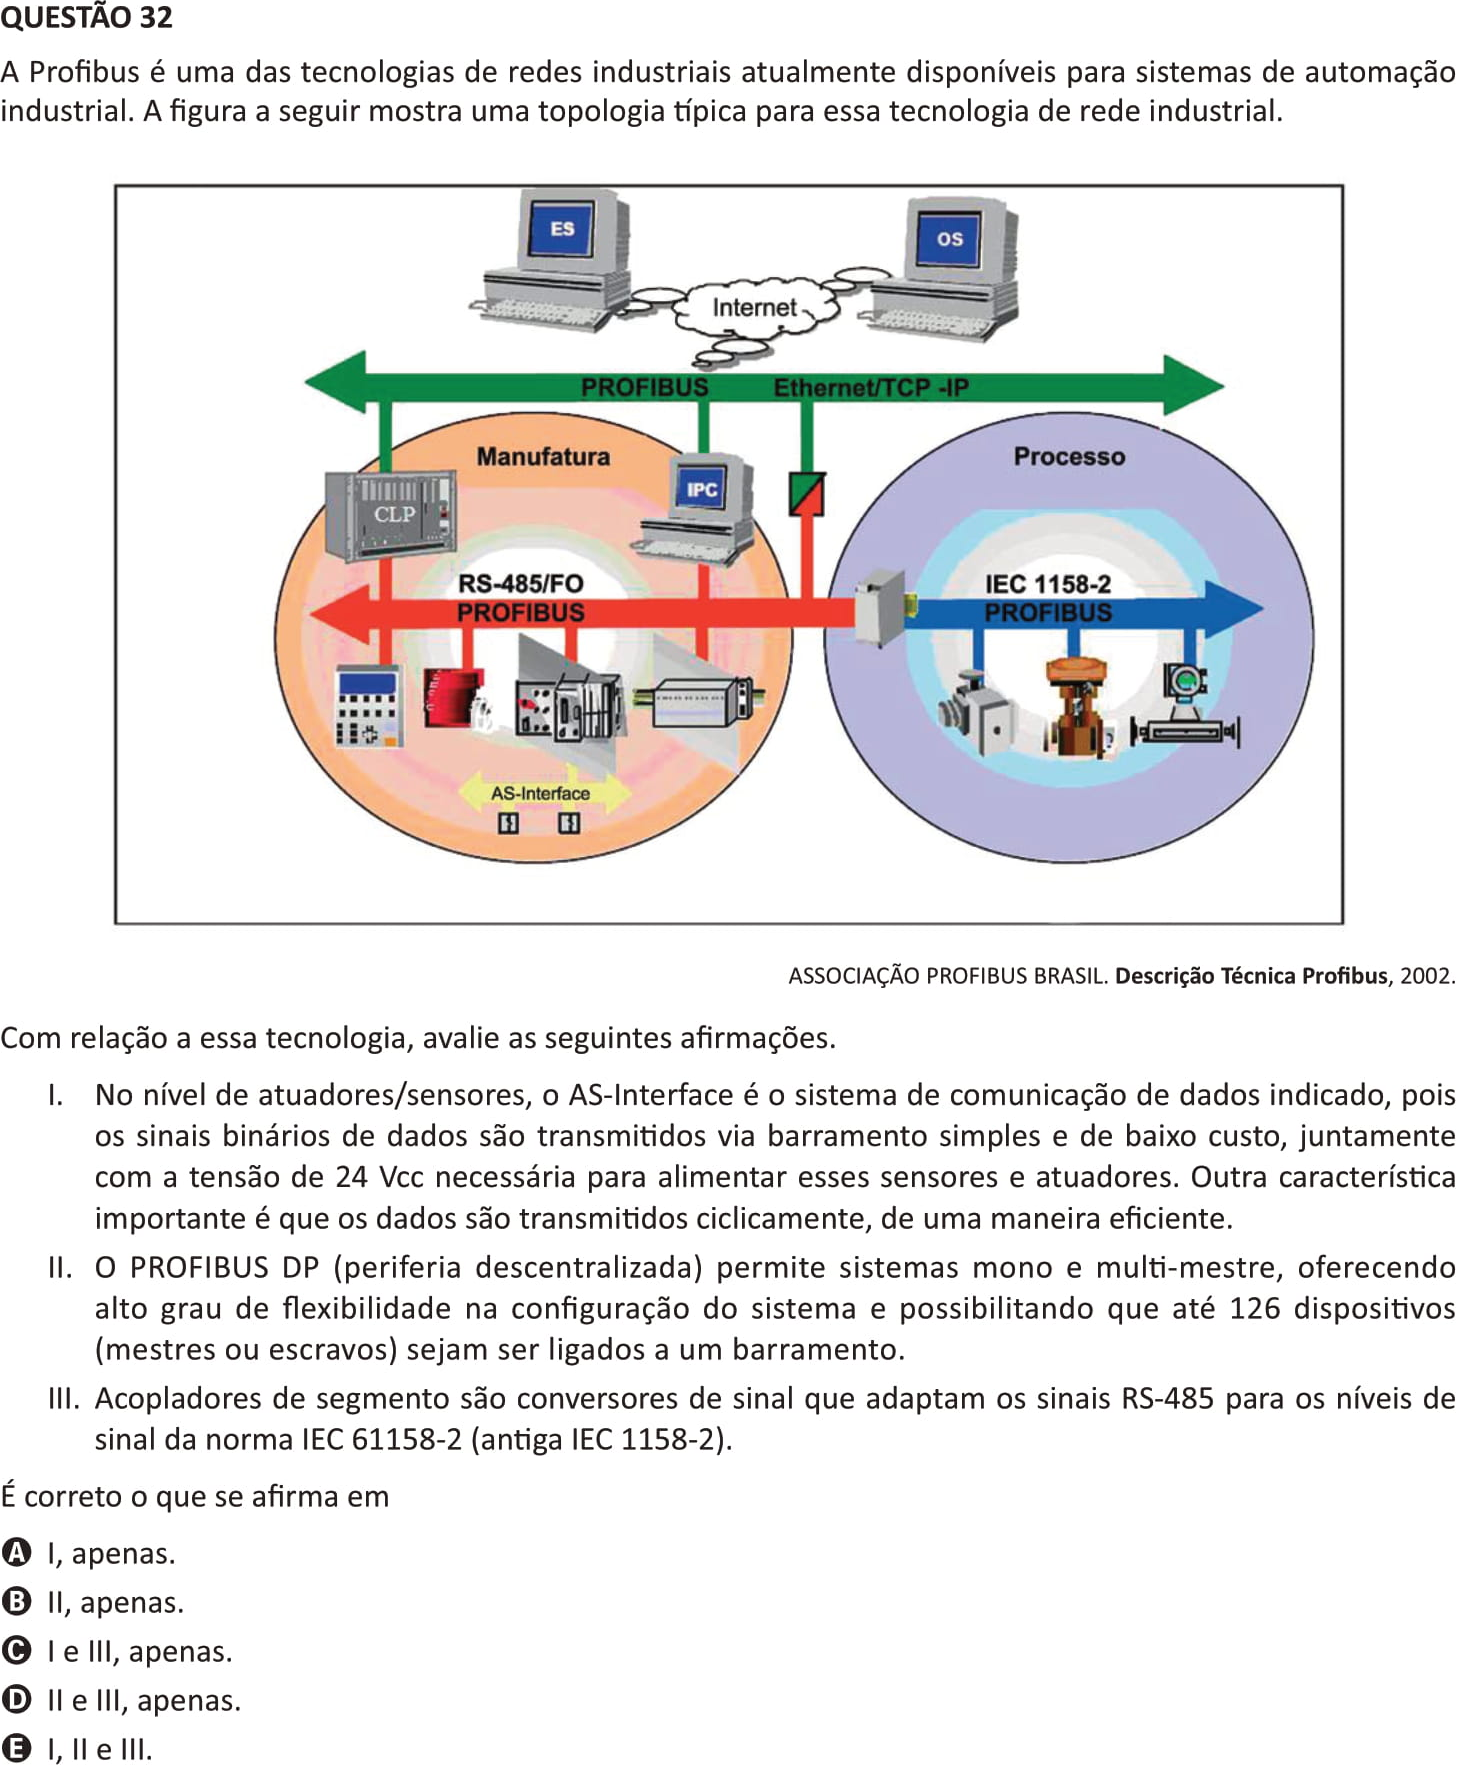 QUESTÃO 32
A Profibus é uma das tecnologias de redes industriais atualmente disponíveis para sistemas de automação
industrial. A figura a seguir mostra uma topologia típica para essa tecnologia de rede industrial.
ES
OS
Internet
PROFIBUS Ethernet/TCP -IP
Manufatura
Processo
IPC
CLP
RS-485/FO
PROFIBUS
IEC 1158-2
PROFIBUS
AS-Interface
ASSOCIAÇÃO PROFIBUS BRASIL. Descrição Técnica Profibus, 2002.
Com relação a essa tecnologia, avalie as seguintes afirmações.
I. No nível de atuadores/sensores, o AS-Interface é o sistema de comunicação de dados indicado, pois
os sinais binários de dados são transmitidos via barramento simples e de baixo custo, juntamente
com a tensão de 24 Vcc necessária para alimentar esses sensores e atuadores. Outra característica
importante é que os dados são transmitidos ciclicamente, de uma maneira eficiente.
II. O PROFIBUS DP (periferia descentralizada) permite sistemas mono e multi-mestre, oferecendo
alto grau de flexibilidade na configuração do sistema e possibilitando que até 126 dispositivos
(mestres ou escravos) sejam ser ligados a um barramento.
III. Acopladores de segmento são conversores de sinal que adaptam os sinais RS-485 para os níveis de
sinal da norma IEC 61158-2 (antiga IEC 1158-2).
É correto o que se afirma em
A I, apenas.
B II, apenas.
C I e III, apenas.
D II e III, apenas.
E I, II e III.